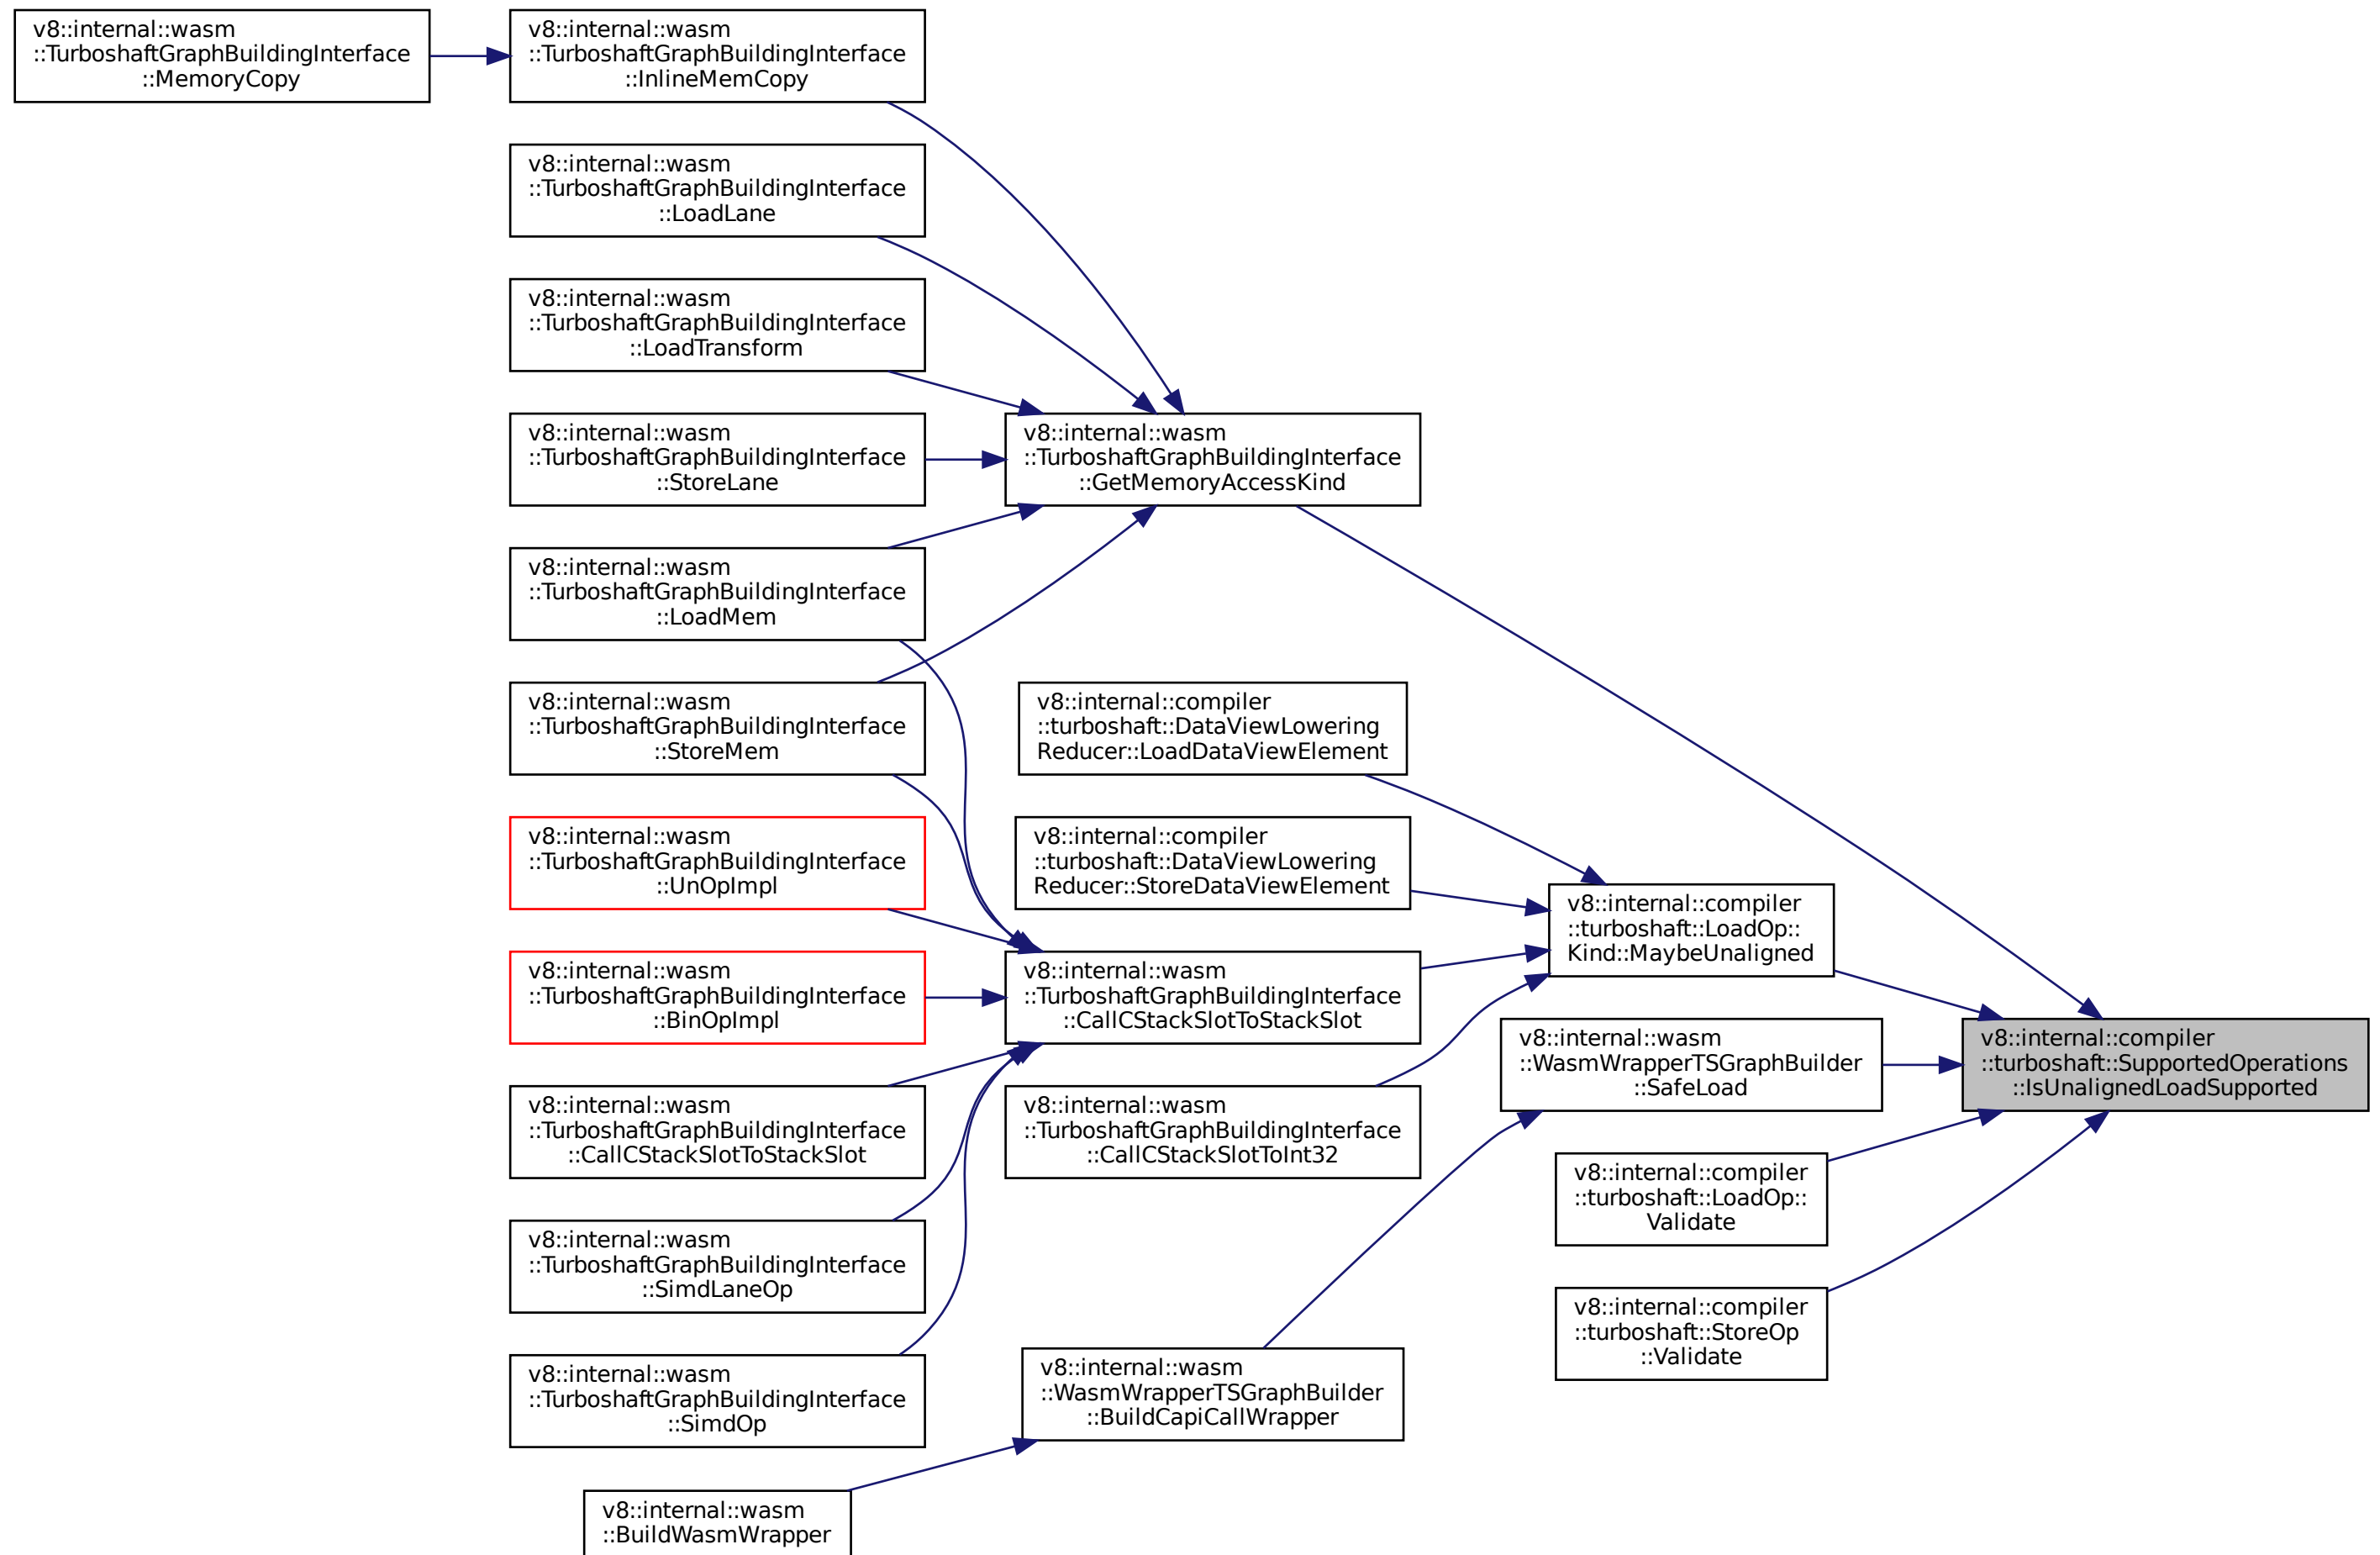 v8::internal::wasm
::TurboshaftGraphBuildingInterface
::MemoryCopy
v8::internal::wasm
::TurboshaftGraphBuildingInterface
::InlineMemCopy
v8::internal::wasm
::TurboshaftGraphBuildingInterface
::LoadLane
v8::internal::wasm
::TurboshaftGraphBuildingInterface
::LoadTransform
v8::internal::wasm
::TurboshaftGraphBuildingInterface
::StoreLane
v8::internal::wasm
::TurboshaftGraphBuildingInterface
::GetMemoryAccessKind
v8::internal::wasm
::TurboshaftGraphBuildingInterface
::LoadMem
v8::internal::wasm
::TurboshaftGraphBuildingInterface
::StoreMem
v8::internal::compiler
::turboshaft::DataViewLowering
Reducer::LoadDataViewElement
v8::internal::wasm
::TurboshaftGraphBuildingInterface
::UnOpImpl
v8::internal::compiler
::turboshaft::DataViewLowering
Reducer::StoreDataViewElement
v8::internal::compiler
::turboshaft::LoadOp::
Kind::MaybeUnaligned
v8::internal::wasm
::TurboshaftGraphBuildingInterface
::BinOpImpl
v8::internal::wasm
::TurboshaftGraphBuildingInterface
::CallCStackSlotToStackSlot
v8::internal::wasm
::WasmWrapperTSGraphBuilder
::SafeLoad
v8::internal::compiler
::turboshaft::SupportedOperations
::IsUnalignedLoadSupported
v8::internal::wasm
::TurboshaftGraphBuildingInterface
::CallCStackSlotToStackSlot
v8::internal::wasm
::TurboshaftGraphBuildingInterface
::CallCStackSlotToInt32
v8::internal::compiler
::turboshaft::LoadOp::
Validate
v8::internal::wasm
::TurboshaftGraphBuildingInterface
::SimdLaneOp
v8::internal::compiler
::turboshaft::StoreOp
::Validate
v8::internal::wasm
::TurboshaftGraphBuildingInterface
::SimdOp
v8::internal::wasm
::WasmWrapperTSGraphBuilder
::BuildCapiCallWrapper
v8::internal::wasm
::BuildWasmWrapper